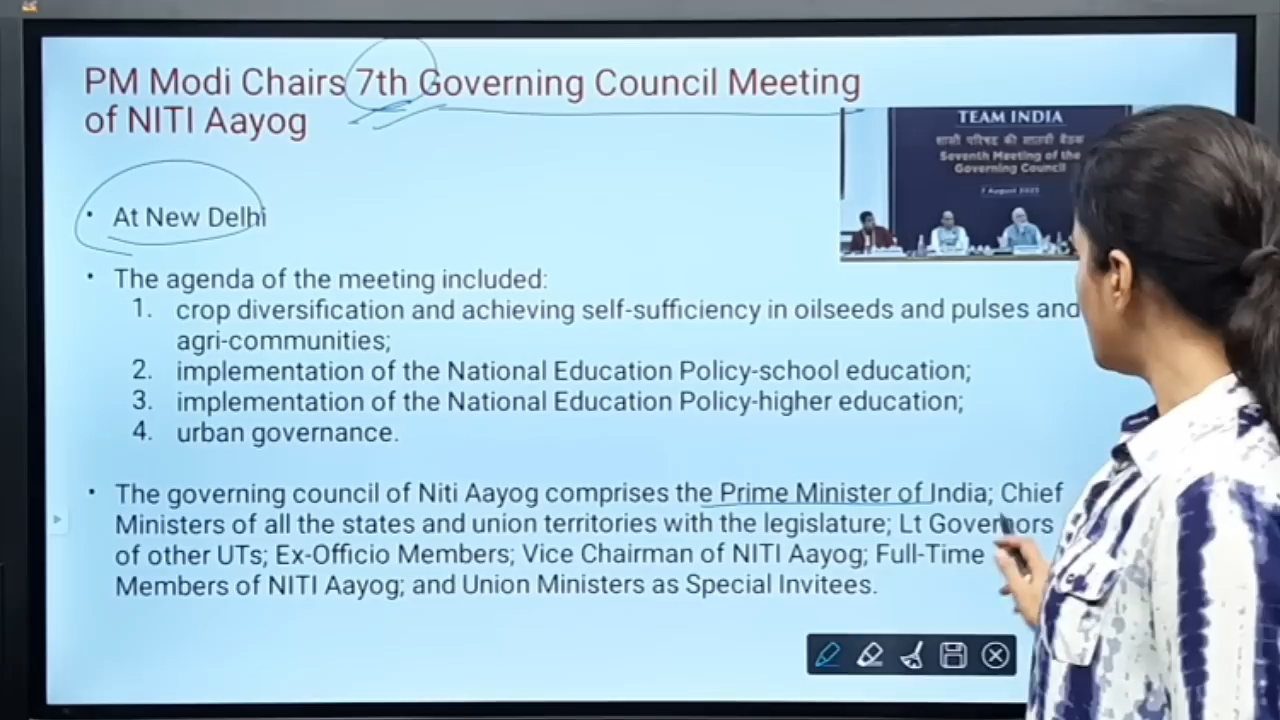 PM Modi Chairs 7th Governing Council Meeting
of NITI Aayog
TEAM INDIA
शासी परिषद की सातवीं बैठक
Seventh Meeting of the
Governing Council
• At New Delhi
• The agenda of the meeting included:
1. crop diversification and achieving self-sufficiency in oilseeds and pulses and
agri-communities;
2. implementation of the National Education Policy-school education;
3. implementation of the National Education Policy-higher education;
4. urban governance.
• The governing council of Niti Aayog comprises the Prime Minister of India; Chief
Ministers of all the states and union territories with the legislature; Lt Governors
of other UTs; Ex-Officio Members; Vice Chairman of NITI Aayog; Full-Time
Members of NITI Aayog; and Union Ministers as Special Invitees.